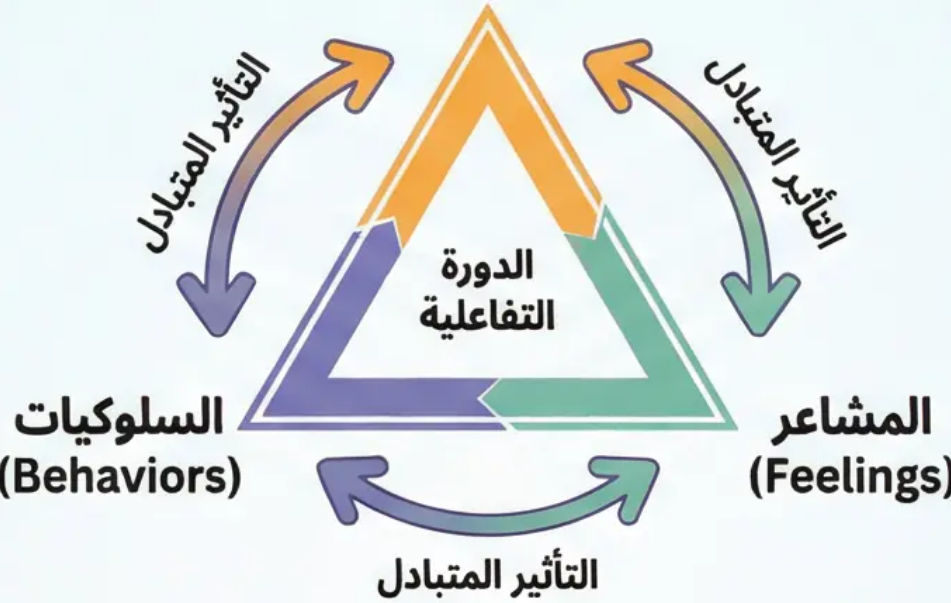 التأثير المتبادل
التأثير المتبادل
الدورة
التفاعلية
المشاعر
(Feelings)
السلوكيات
(Behaviors)
التأثير المتبادل